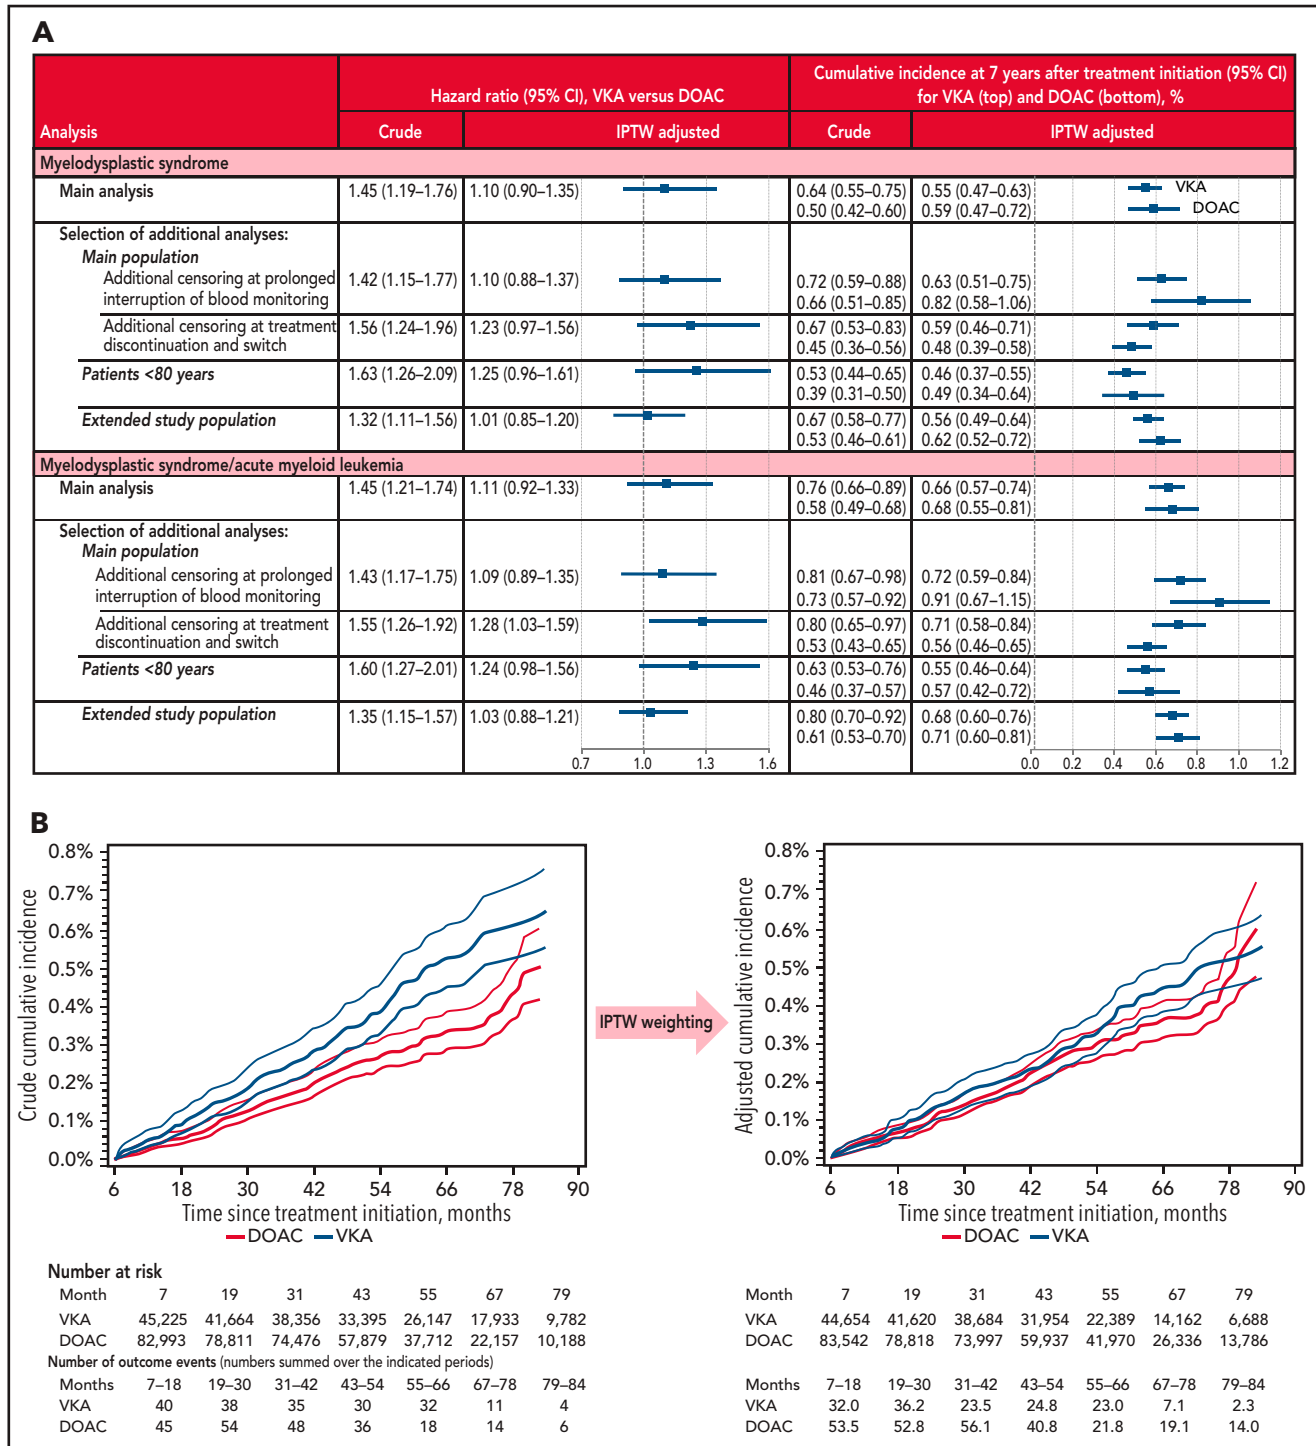 A
Analysis
Hazard ratio (95% CI), VKA versus DOAC
Cumulative incidence at 7 years after treatment initiation (95% CI)
for VKA (top) and DOAC (bottom), %
Crude IPTW adjusted Crude IPTW adjusted
Myelodysplastic syndrome
Main analysis 1.45 (1.19–1.76) 1.10 (0.90–1.35) 0.64 (0.55–0.75) 0.55 (0.47–0.63) VKA
0.50 (0.42–0.60) 0.59 (0.47–0.72) DOAC
Selection of additional analyses:
Main population
Additional censoring at prolonged 1.42 (1.15–1.77) 1.10 (0.88–1.37) 0.72 (0.59–0.88) 0.63 (0.51–0.75)
interruption of blood monitoring 0.66 (0.51–0.85) 0.82 (0.58–1.06)
Additional censoring at treatment 1.56 (1.24–1.96) 1.23 (0.97–1.56) 0.67 (0.53–0.83) 0.59 (0.46–0.71)
discontinuation and switch 0.45 (0.36–0.56) 0.48 (0.39–0.58)
Patients <80 years 1.63 (1.26–2.09) 1.25 (0.96–1.61) 0.53 (0.44–0.65) 0.46 (0.37–0.55)
0.39 (0.31–0.50) 0.49 (0.34–0.64)
Extended study population 1.32 (1.11–1.56) 1.01 (0.85–1.20) 0.67 (0.58–0.77) 0.56 (0.49–0.64)
0.53 (0.46–0.61) 0.62 (0.52–0.72)
Myelodysplastic syndrome/acute myeloid leukemia
Main analysis 1.45 (1.21–1.74) 1.11 (0.92–1.33) 0.76 (0.66–0.89) 0.66 (0.57–0.74)
0.58 (0.49–0.68) 0.68 (0.55–0.81)
Selection of additional analyses:
Main population
Additional censoring at prolonged 1.43 (1.17–1.75) 1.09 (0.89–1.35) 0.81 (0.67–0.98) 0.72 (0.59–0.84)
interruption of blood monitoring 0.73 (0.57–0.92) 0.91 (0.67–1.15)
Additional censoring at treatment 1.55 (1.26–1.92) 1.28 (1.03–1.59) 0.80 (0.65–0.97) 0.71 (0.58–0.84)
discontinuation and switch 0.53 (0.43–0.65) 0.56 (0.46–0.65)
Patients <80 years 1.60 (1.27–2.01) 1.24 (0.98–1.56) 0.63 (0.53–0.76) 0.55 (0.46–0.64)
0.46 (0.37–0.57) 0.57 (0.42–0.72)
Extended study population 1.35 (1.15–1.57) 1.03 (0.88–1.21) 0.80 (0.70–0.92) 0.68 (0.60–0.76)
0.61 (0.53–0.70) 0.71 (0.60–0.81)
0.7 1.0 1.3 1.6 0.0 0.2 0.4 0.6 0.8 1.0 1.2
B
Crude cumulative incidence
0.8%
0.7%
0.6%
0.5%
0.4%
0.3%
0.2%
0.1%
0.0%
6 18 30 42 54 66 78 90
Time since treatment initiation, months
DOAC VKA
IPTW weighting
Adjusted cumulative incidence
0.8%
0.7%
0.6%
0.5%
0.4%
0.3%
0.2%
0.1%
0.0%
6 18 30 42 54 66 78 90
Time since treatment initiation, months
DOAC VKA
Number at risk
Month 7 19 31 43 55 67 79
VKA 45,225 41,664 38,356 33,395 26,147 17,933 9,782
DOAC 82,993 78,811 74,476 57,879 37,712 22,157 10,188
Number of outcome events (numbers summed over the indicated periods)
Months 7–18 19–30 31–42 43–54 55–66 67–78 79–84
VKA 40 38 35 30 32 11 4
DOAC 45 54 48 36 18 14 6
Month 7 19 31 43 55 67 79
VKA 44,654 41,620 38,684 31,954 22,389 14,162 6,688
DOAC 83,542 78,818 73,997 59,937 41,970 26,336 13,786
Months 7–18 19–30 31–42 43–54 55–66 67–78 79–84
VKA 32.0 36.2 23.5 24.8 23.0 7.1 2.3
DOAC 53.5 52.8 56.1 40.8 21.8 19.1 14.0